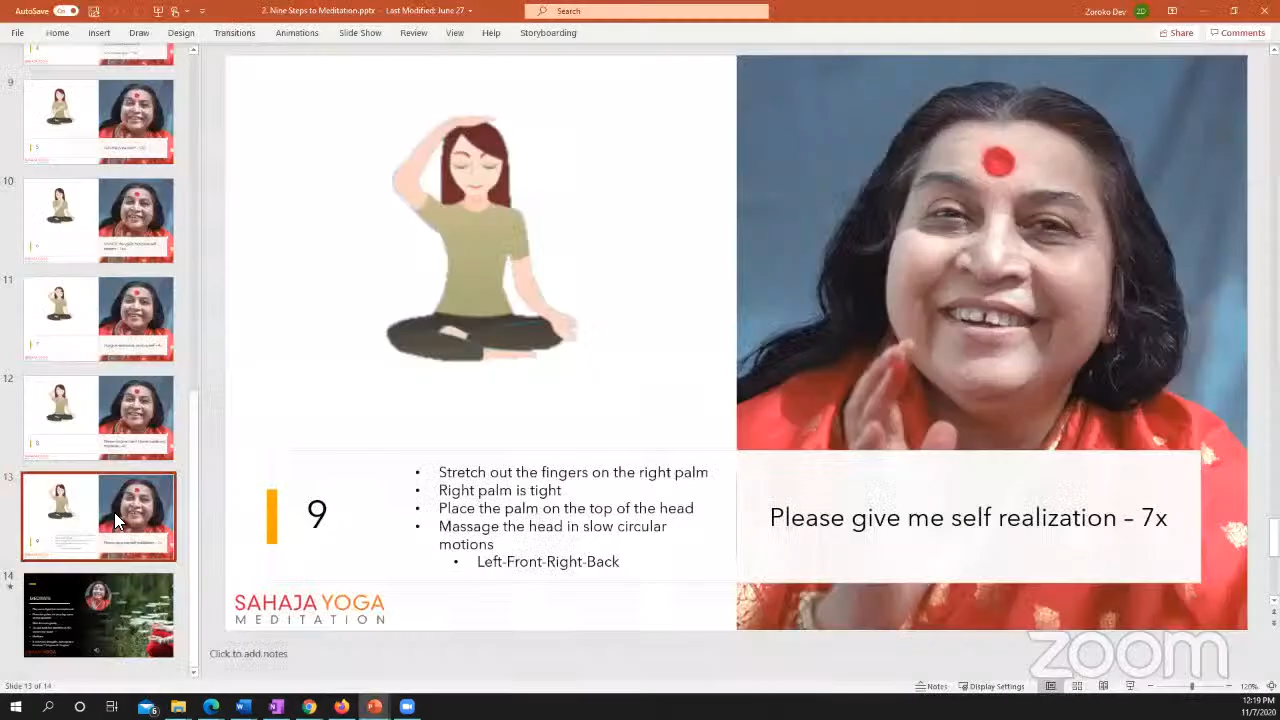 AutoSave
On
2. Nine Steps to Meditation.pptx – Last Modified: June 27
Search
Zoroko Dev
ZD
File Home Insert Draw Design Transitions Animations Slide Show Review View Help Storyboarding
Share
Comments
10
11
12
14
9
• Stretch out the fingers on the right palm
• Right palm is tight
• Place the palm on the top of the head
• Massage the head in slow circular
motions
• Left-Front-Right-Back
Please give me self realization – 7x
SAHAJA YOGA
MEDITATION
Click to add notes
zoom
Slide 13 of 14
Notes
Display Settings
120%
12:19 PM
11/7/2020